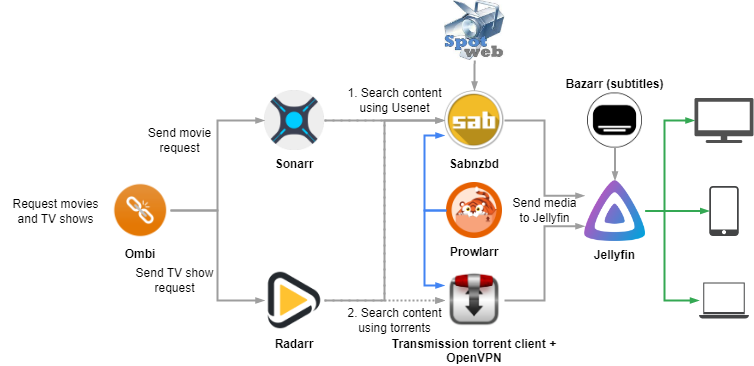 Spot
web
Bazarr (subtitles)
1. Search content
using Usenet
sab
Send movie
request
Sonarr
Sabnzbd
Request movies
and TV shows
Send media
to Jellyfin
Ombi
Prowlarr
Jellyfin
Send TV show
request
2. Search content
using torrents
Radarr
Transmission torrent client +
OpenVPN